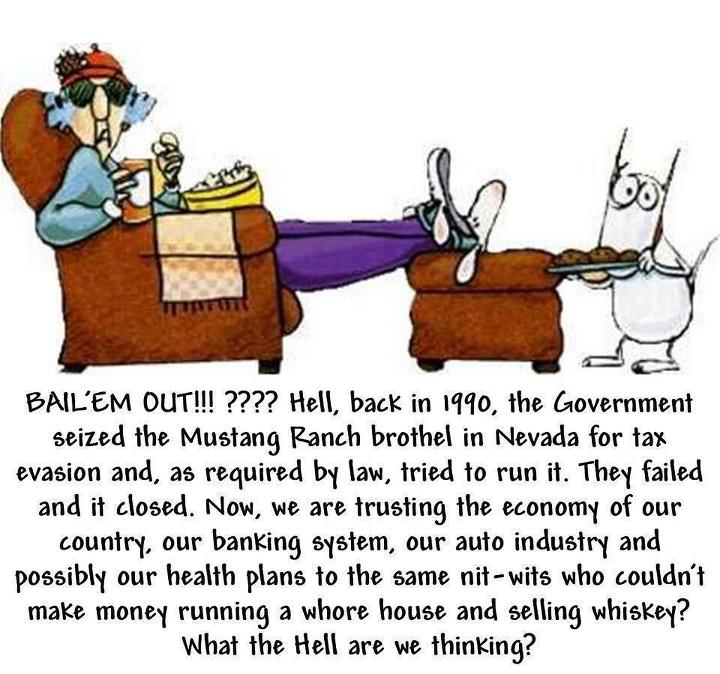 BAIL'EM OUT!!! ???? Hell, back in 1990, the Government
seized the Mustang Ranch brothel in Nevada for tax
evasion and, as required by law, tried to run it. They failed
and it closed. Now, we are trusting the economy of our
country, our banking system, our auto industry and
possibly our health plans to the same nit-wits who couldn't
make money running a whore house and selling whiskey?
What the Hell are we thinking?